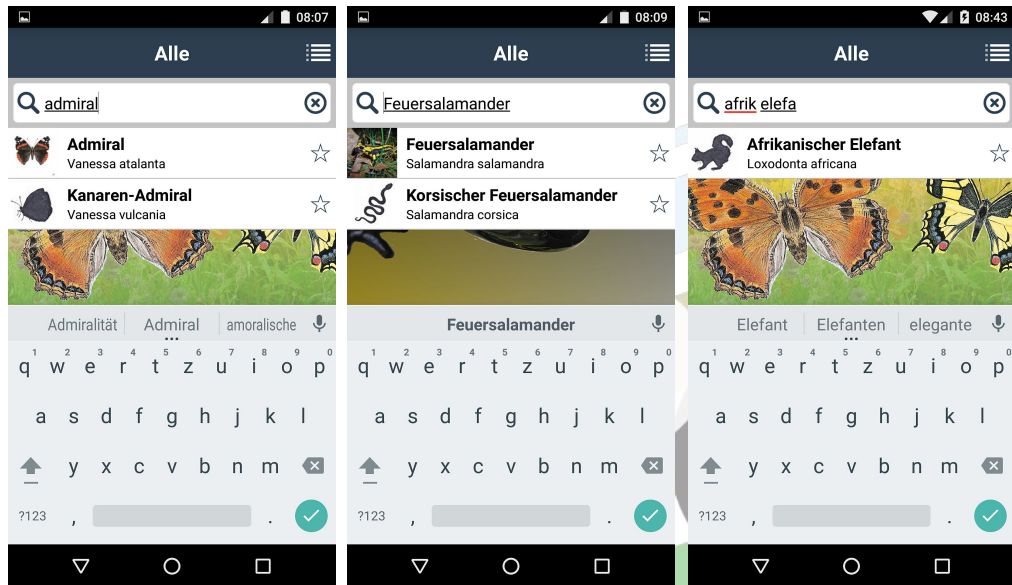 08:07
Alle
admiral
Admiral
Vanessa atalanta
Kanaren-Admiral
Vanessa vulcania
Admiralität Admiral amoralische
1 2 3 4 5 6 7 8 9 0
q w e r t z u i o p
a s d f g h j k l
y x c v b n m
?123 , .
08:09
Alle
Feuersalamander
Feuersalamander
Salamandra salamandra
Korsischer Feuersalamander
Salamandra corsica
Feuersalamander
1 2 3 4 5 6 7 8 9 0
q w e r t z u i o p
a s d f g h j k l
y x c v b n m
?123 , .
08:43
Alle
afrik elefa
Afrikanischer Elefant
Loxodonta africana
Elefant Elefanten elegante
1 2 3 4 5 6 7 8 9 0
q w e r t z u i o p
a s d f g h j k l
y x c v b n m
?123 , .